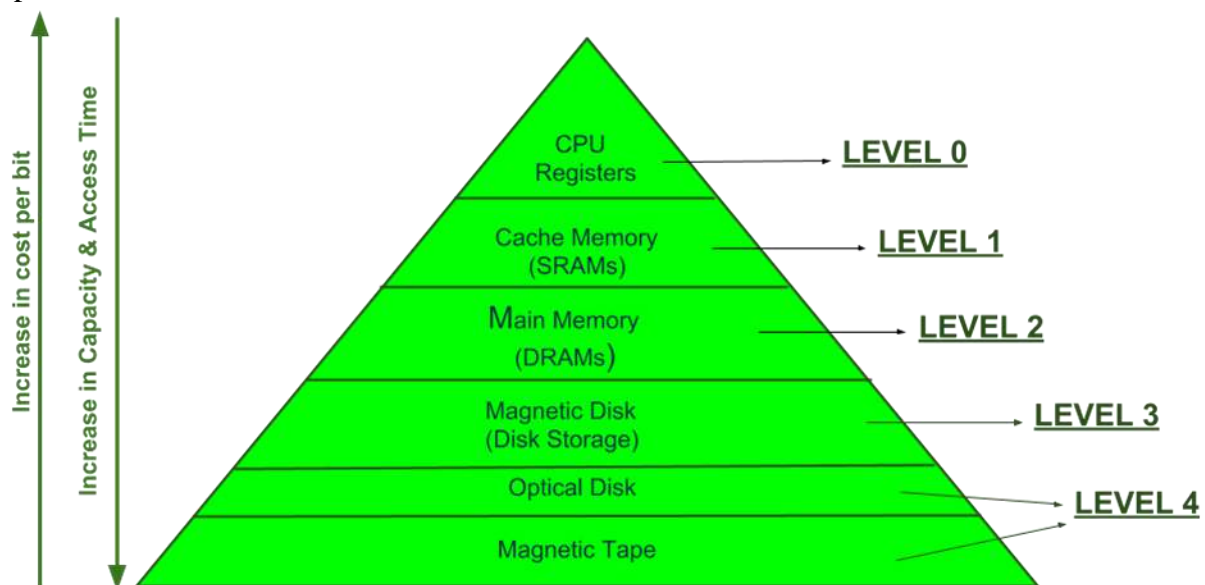 Increase in cost per bit
Increase in Capacity & Access Time
CPU
Registers
LEVEL 0
Cache Memory
(SRAMs)
LEVEL 1
Main Memory
(DRAMs)
LEVEL 2
Magnetic Disk
(Disk Storage)
LEVEL 3
Optical Disk
LEVEL 4
Magnetic Tape